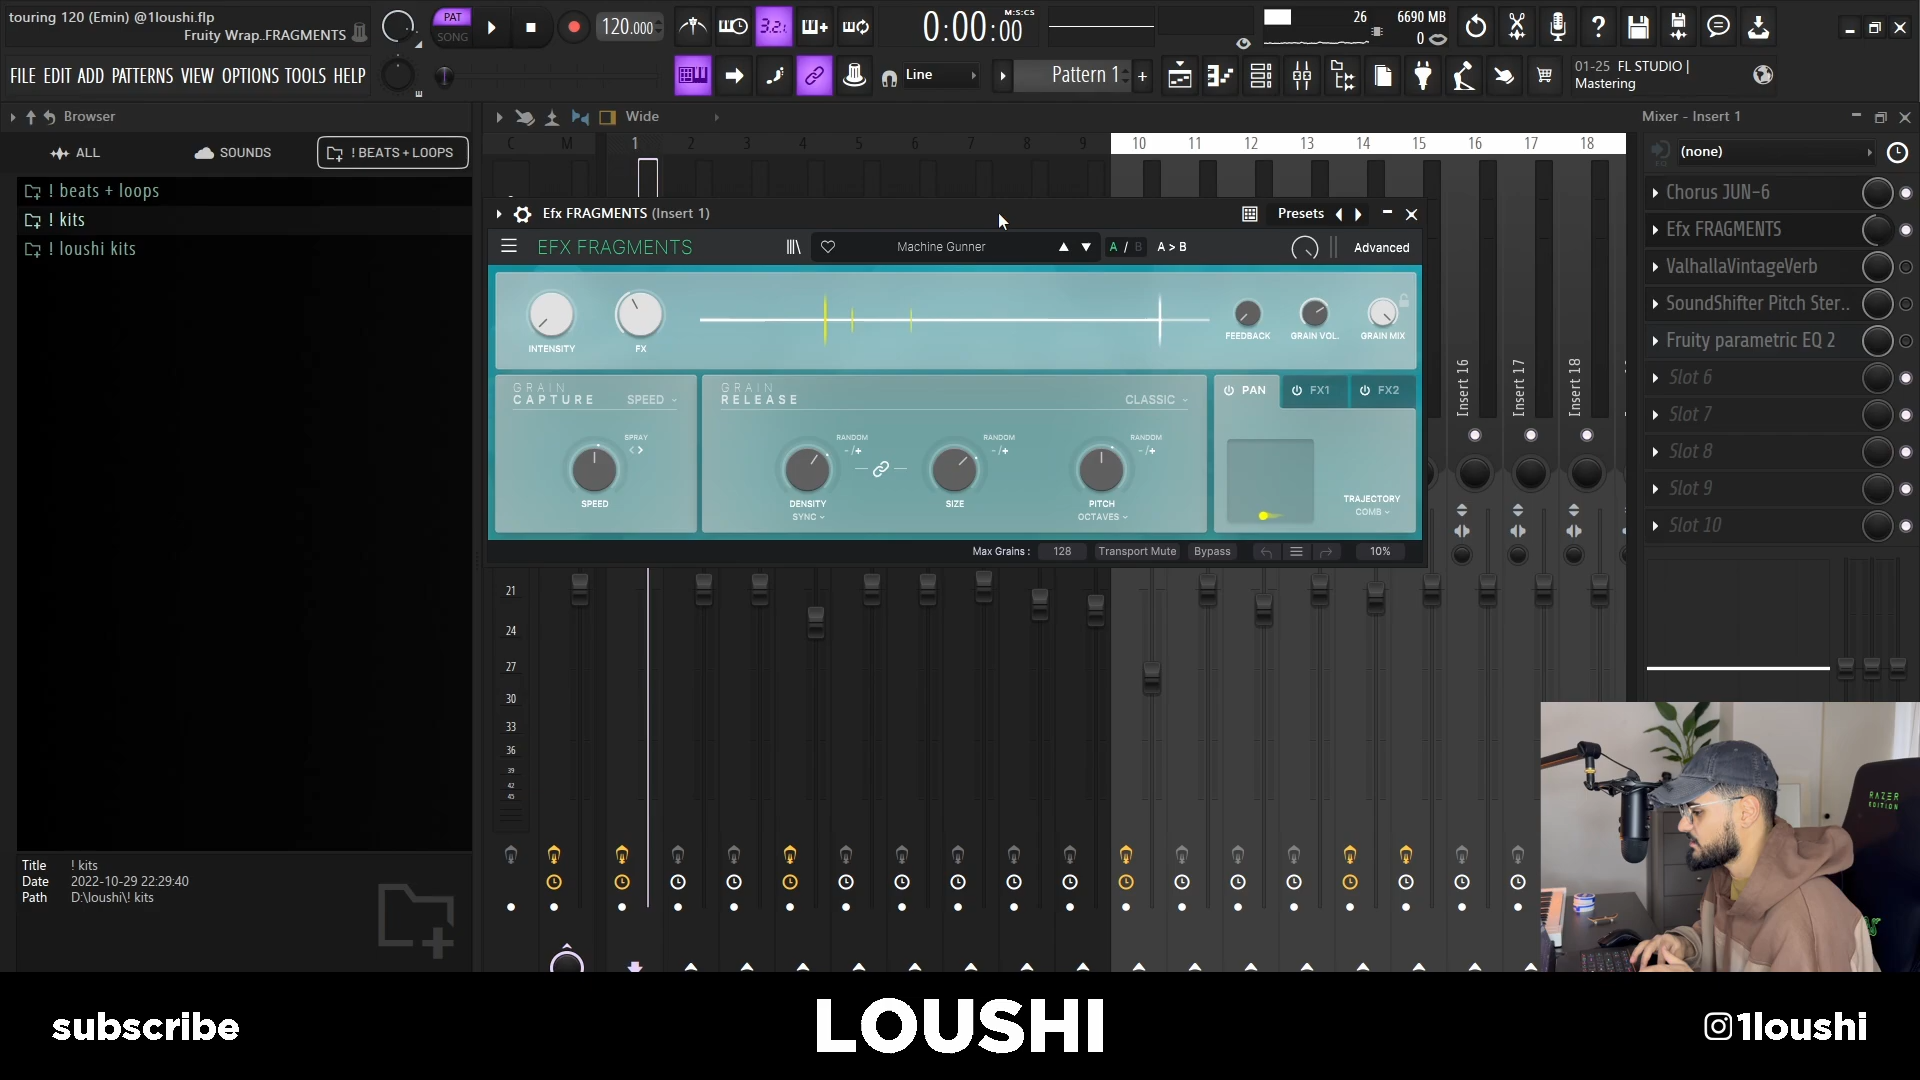 touring 120 (Emin) @1loushi.flp
Fruity Wrap..FRAGMENTS
PAT
SONG
120.000
3.2:
0:00:00
M:S:CS
26
6690 MB
0
FILE EDIT ADD PATTERNS VIEW OPTIONS TOOLS HELP
Line
Pattern 1
+
01-25 FL STUDIO |
Mastering
Browser
Wide
Mixer - Insert 1
ALL
SOUNDS
! BEATS + LOOPS
C M 1 2 3 4 5 6 7 8 9 10 11 12 13 14 15 16 17 18
(none)
! beats + loops
! kits
! loushi kits
Efx FRAGMENTS (Insert 1)
Presets
EFX FRAGMENTS
Machine Gunner
A / B
A > B
Advanced
INTENSITY
FX
FEEDBACK
GRAIN VOL.
GRAIN MIX
GRAIN
CAPTURE
SPEED
GRAIN
RELEASE
CLASSIC
PAN
FX1
FX2
SPRAY
< >
RANDOM
- /+
RANDOM
- /+
RANDOM
- /+
SPEED
DENSITY
SYNC
SIZE
PITCH
OCTAVES
TRAJECTORY
COMB
Max Grains :
128
Transport Mute
Bypass
10%
Chorus JUN-6
Efx FRAGMENTS
ValhallaVintageVerb
SoundShifter Pitch Ster..
Fruity parametric EQ 2
Slot 6
Slot 7
Slot 8
Slot 9
Slot 10
Insert 16
Insert 17
Insert 18
21
24
27
30
33
36
39
42
45
Title ! kits
Date 2022-10-29 22:29:40
Path D:\loushi\! kits
RAZER
EDITION
subscribe
LOUSHI
1loushi